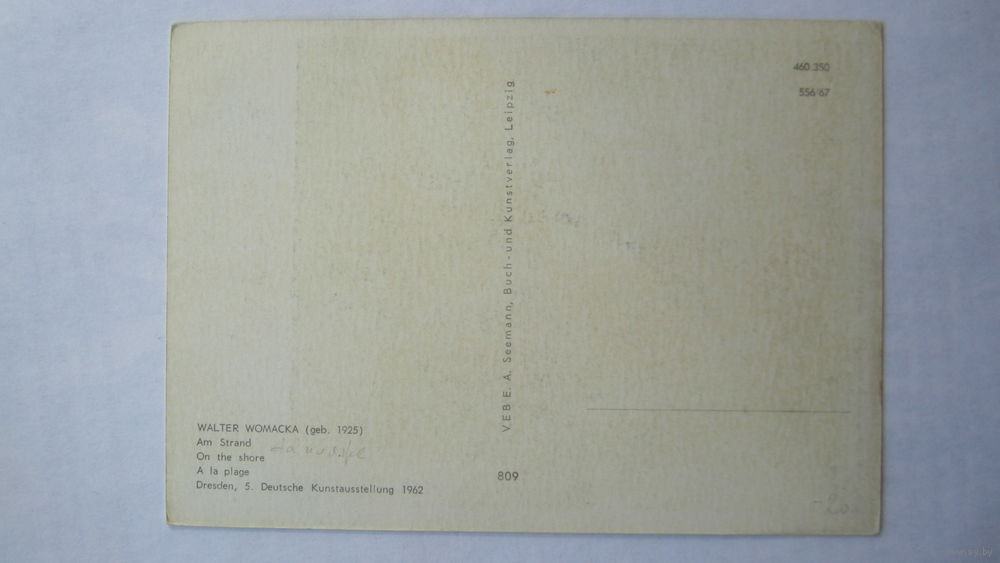 460 350
556/67
VEB E. A. Seemann, Buch- und Kunstverlag, Leipzig
WALTER WOMACKA (geb. 1925)
Am Strand
On the shore
A la plage
Dresden, 5. Deutsche Kunstausstellung 1962
809